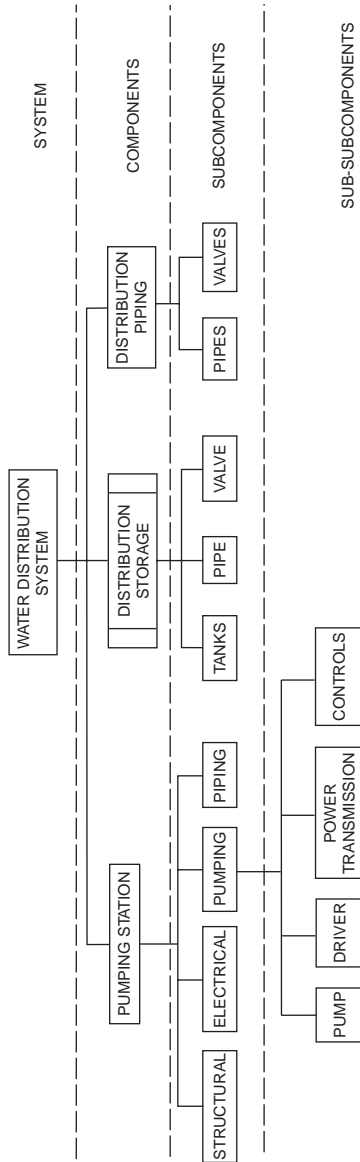 WATER DISTRIBUTION
SYSTEM
SYSTEM
PUMPING STATION
DISTRIBUTION
STORAGE
DISTRIBUTION
PIPING
COMPONENTS
STRUCTURAL
ELECTRICAL
PUMPING
PIPING
TANKS
PIPE
VALVE
PIPES
VALVES
SUBCOMPONENTS
PUMP
DRIVER
POWER
TRANSMISSION
CONTROLS
SUB-SUBCOMPONENTS